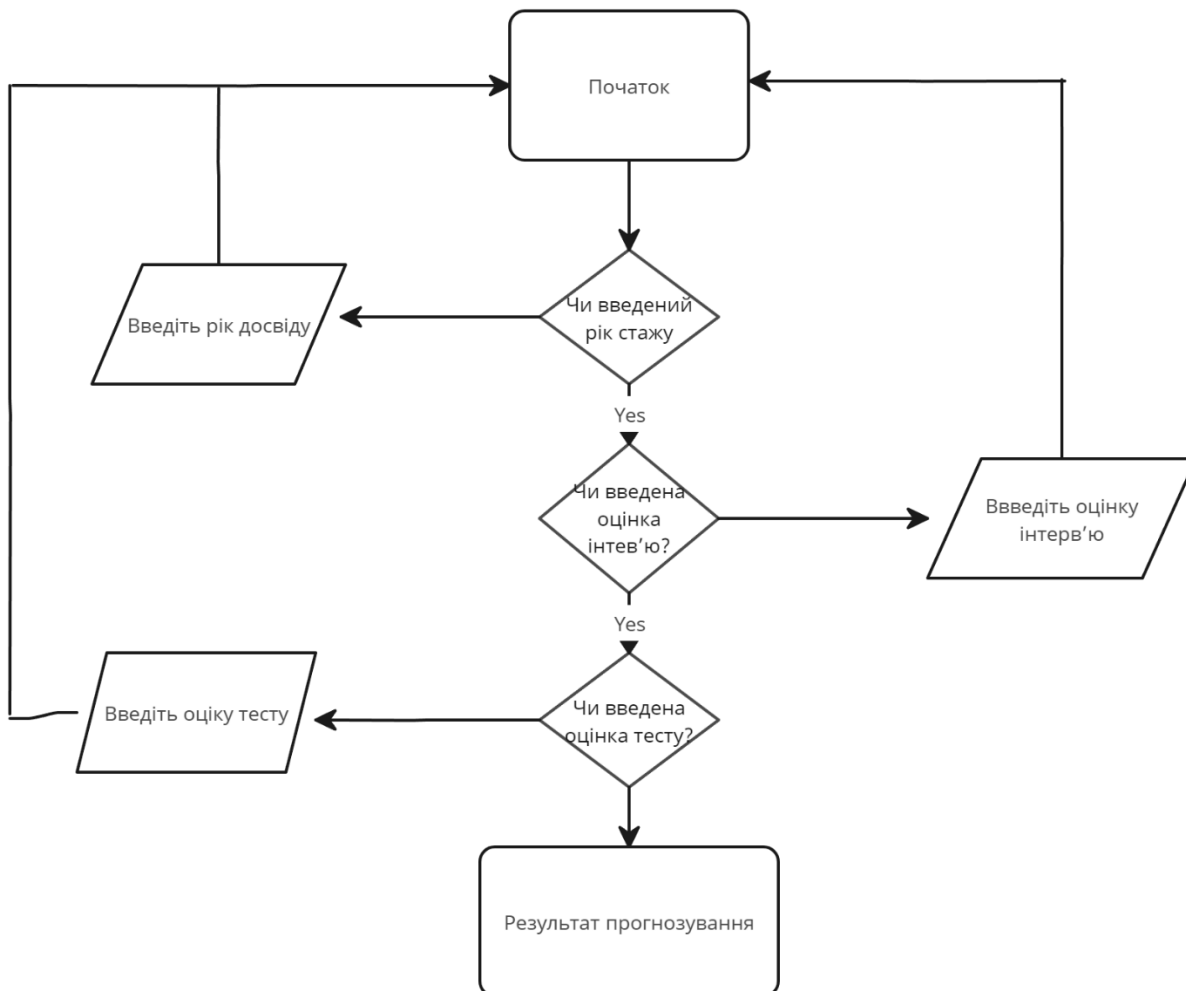 Початок
Чи введений
рік стажу
Введіть рік досвіду
Yes
Чи введена
оцінка
інтев’ю?
Ввведіть оцінку
інтерв’ю
Yes
Чи введена
оцінка тесту?
Введіть оціку тесту
Результат прогнозування